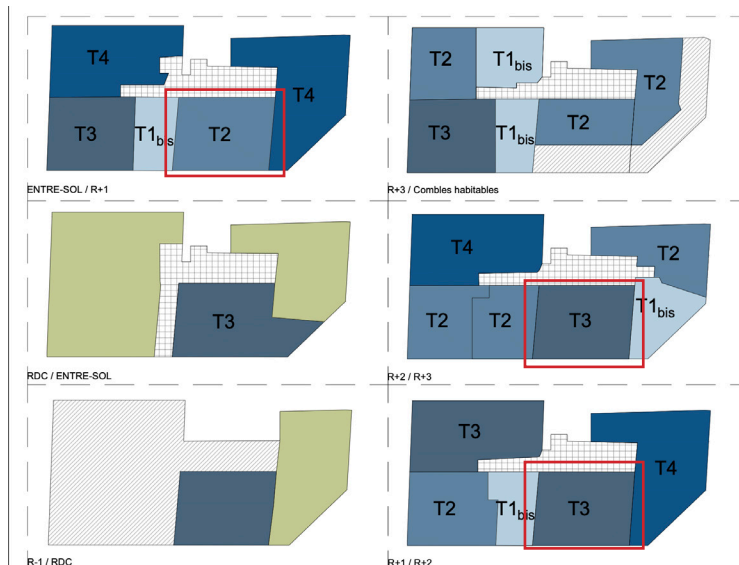 T4
T4
T3
T1bis
T2
ENTRE-SOL / R+1
T2
T1bis
T2
T3
T1bis
T2
R+3 / Combles habitables
T3
RDC / ENTRE-SOL
T4
T2
T2
T2
T3
T1bis
R+2 / R+3
R-1 / RDC
T3
T4
T2
T1bis
T3
R+1 / R+2